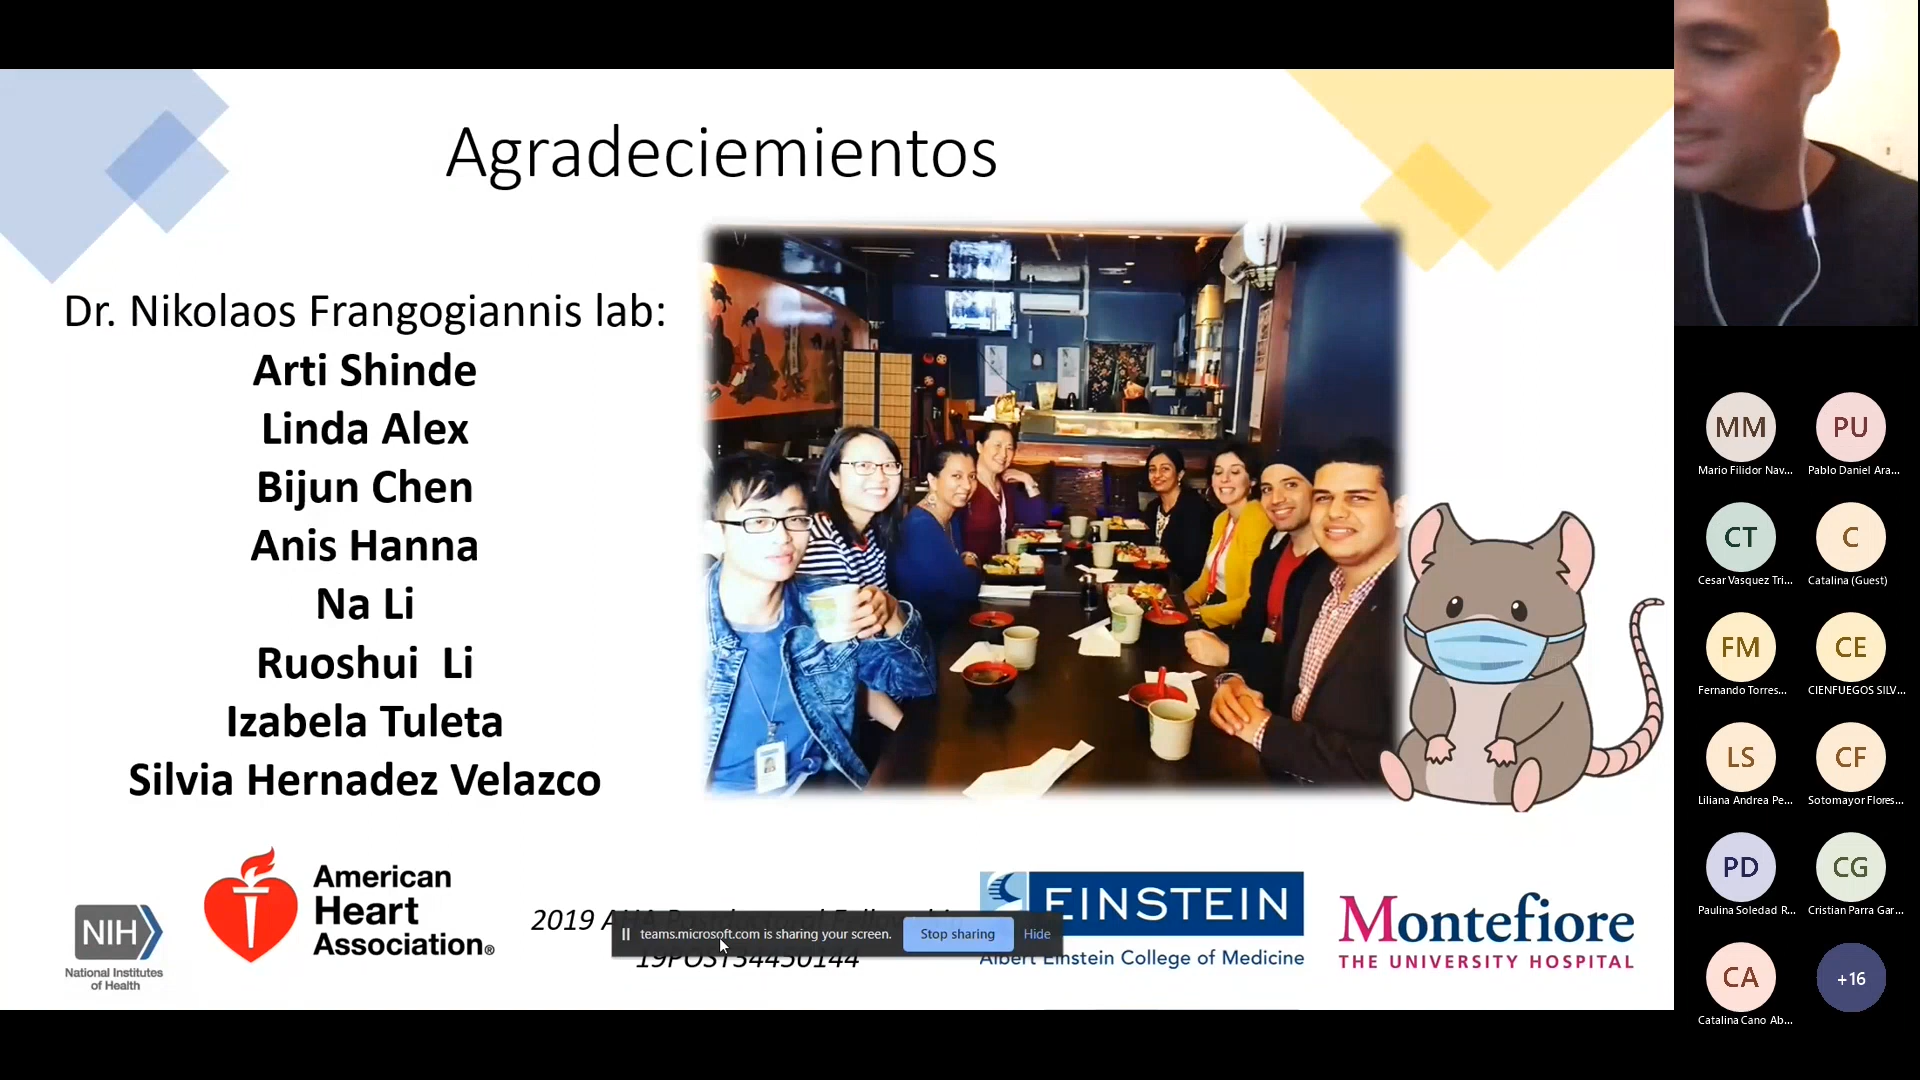 Agradeciemientos
Dr. Nikolaos Frangogiannis lab:
Arti Shinde
Linda Alex
Bijun Chen
Anis Hanna
Na Li
Ruoshui Li
Izabela Tuleta
Silvia Hernadez Velazco
NIH
National Institutes
of Health
American
Heart
Association®
2019 AHA Postdoctoral Fellowship
19POST34450144
teams.microsoft.com is sharing your screen.
Stop sharing
Hide
EINSTEIN
Albert Einstein College of Medicine
Montefiore
THE UNIVERSITY HOSPITAL
MM
PU
Mario Filidor Nav...
Pablo Daniel Ara...
CT
C
Cesar Vasquez Tri...
Catalina (Guest)
FM
CE
Fernando Torres...
CIENFUEGOS SILV...
LS
CF
Liliana Andrea Pe...
Sotomayor Flores...
PD
CG
Paulina Soledad R...
Cristian Parra Gar...
CA
+16
Catalina Cano Ab...